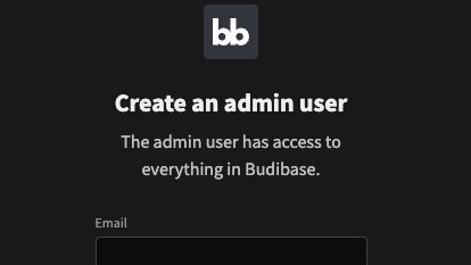 bb
Create an admin user
The admin user has access to
everything in Budibase.
Email